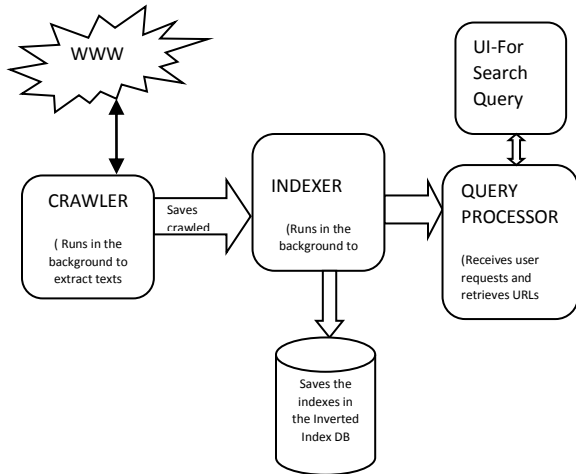 WWW
UI-For
Search
Query
CRAWLER
( Runs in the
background to
extract texts
Saves
crawled
INDEXER
(Runs in the
background to
QUERY
PROCESSOR
(Receives user
requests and
retrieves URLs
Saves the
indexes in
the Inverted
Index DB